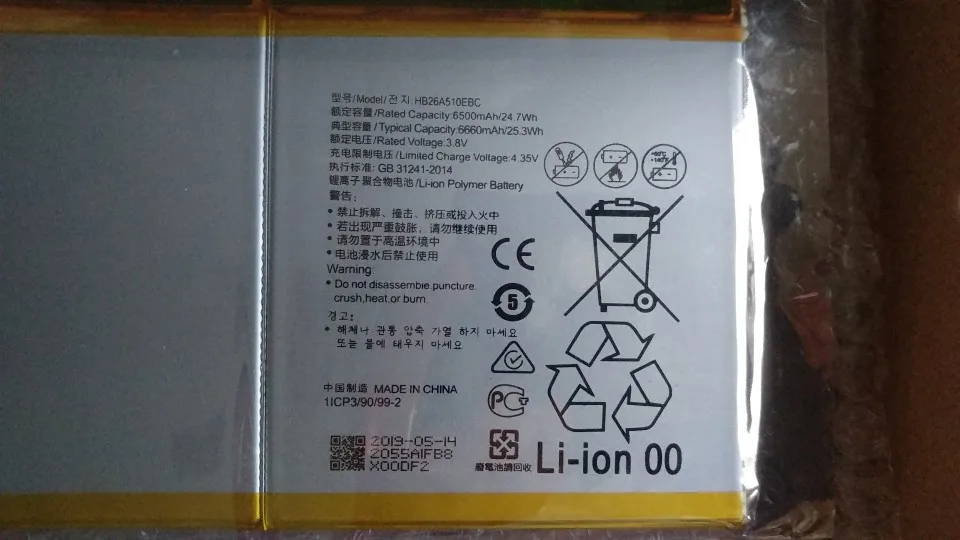 型号/Model/전지 HB26A510EBC
额定容量/Rated Capacity:6500mAh/24.7Wh
典型容量/Typical Capacity:6660mAh/25.3Wh
额定电压/Rated Voltage:3.8V
充电限制电压/Limited Charge Voltage:4.35V
执行标准: GB 31241-2014
锂离子聚合物电池/Li-ion Polymer Battery
警告:
• 禁止拆解、撞击、挤压或投入火中
• 若出现严重鼓胀，请勿继续使用
• 请勿置于高温环境中
• 电池浸水后禁止使用
Warning:
• Do not disassemble,puncture,
crush,heat,or burn.
경고:
• 해체나 관통 압축 가열 하지 마세요
또는 불에 태우지 마세요
中国制造 MADE IN CHINA
1ICP3/90/99-2
2019-05-14
2055A1FB8
X00DF2
CE
5
PCT
廢電池請回收
Li-ion 00